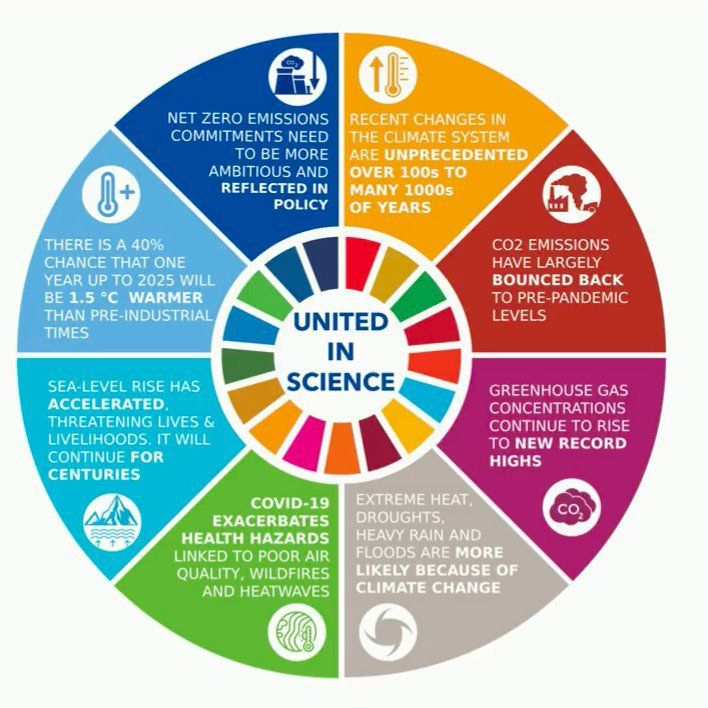 NET ZERO EMISSIONS
COMMITMENTS NEED
TO BE MORE
AMBITIOUS AND
REFLECTED IN
POLICY
RECENT CHANGES IN
THE CLIMATE SYSTEM
ARE UNPRECEDENTED
OVER 100s TO
MANY 1000s
OF YEARS
CO2 EMISSIONS
HAVE LARGELY
BOUNCED BACK
TO PRE-PANDEMIC
LEVELS
GREENHOUSE GAS
CONCENTRATIONS
CONTINUE TO RISE
TO NEW RECORD
HIGHS
CO2
EXTREME HEAT,
DROUGHTS,
HEAVY RAIN AND
FLOODS ARE MORE
LIKELY BECAUSE OF
CLIMATE CHANGE
COVID-19
EXACERBATES
HEALTH HAZARDS
LINKED TO POOR AIR
QUALITY, WILDFIRES
AND HEATWAVES
SEA-LEVEL RISE HAS
ACCELERATED,
THREATENING LIVES &
LIVELIHOODS. IT WILL
CONTINUE FOR
CENTURIES
THERE IS A 40%
CHANCE THAT ONE
YEAR UP TO 2025 WILL
BE 1.5 °C WARMER
THAN PRE-INDUSTRIAL
TIMES
CO2
UNITED
IN
SCIENCE